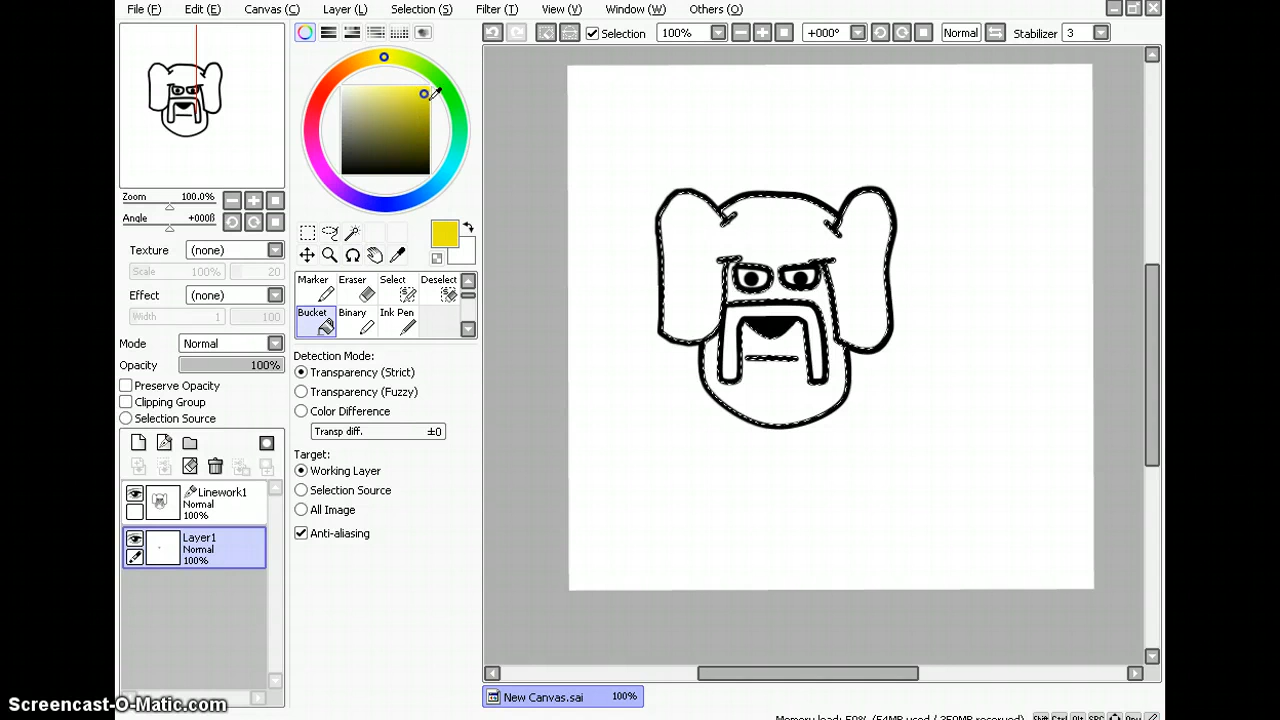 File (F) Edit (E) Canvas (C) Layer (L) Selection (S) Filter (T) View (V) Window (W) Others (O)
Selection 100% +000° Normal Stabilizer 3
Zoom 100.0%
Angle +000ß
Texture (none)
Scale 100% 20
Effect (none)
Width 1 100
Mode Normal
Opacity 100%
Preserve Opacity
Clipping Group
Selection Source
Linework1
Normal
100%
Layer1
Normal
100%
Marker Eraser Select Deselect
Bucket Binary Ink Pen
Detection Mode:
Transparency (Strict)
Transparency (Fuzzy)
Color Difference
Transp diff. ±0
Target:
Working Layer
Selection Source
All Image
Anti-aliasing
New Canvas.sai 100%
Screencast-O-Matic.com